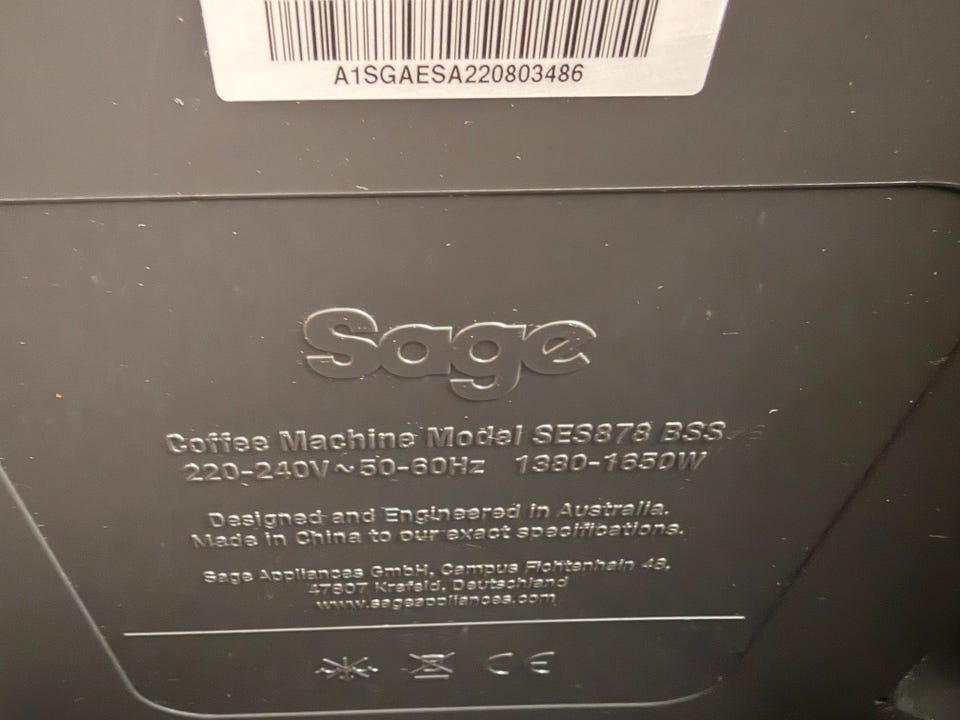 A1SGAESA220803486
Sage
Coffee Machine Model SES878 BSS
220-240V~50-60Hz 1380-1650W
Designed and Engineered in Australia.
Made in China to our exact specifications.
Sage Appliances GmbH, Campus Fichtenhain 48,
47807 Krefeld, Deutschland
www.sageappliances.com
CE